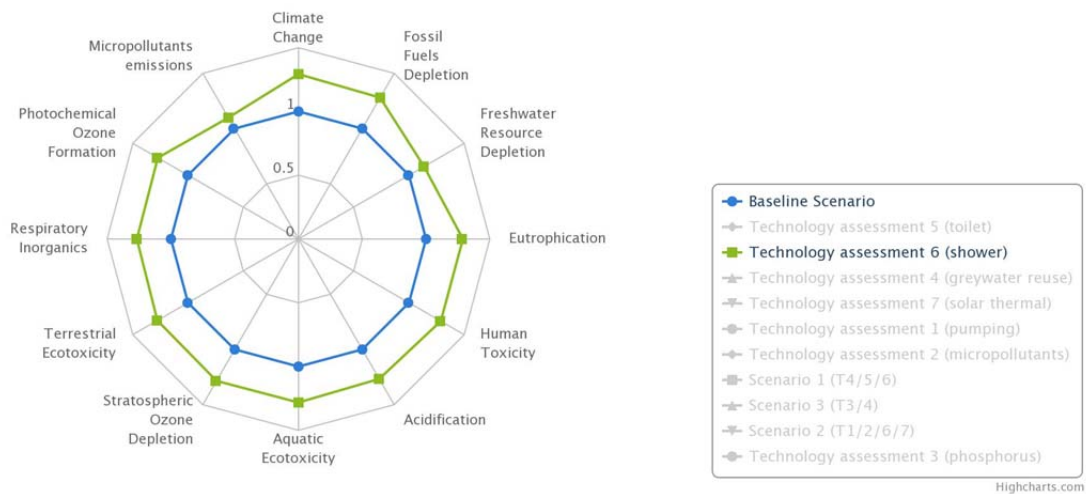 Climate
Change
Fossil
Fuels
Depletion
Freshwater
Resource
Depletion
Eutrophication
Human
Toxicity
Acidification
Aquatic
Ecotoxicity
Stratospheric
Ozone
Depletion
Terrestrial
Ecotoxicity
Respiratory
Inorganics
Photochemical
Ozone
Formation
Micropollutants
emissions
1
0.5
0
Baseline Scenario
Technology assessment 5 (toilet)
Technology assessment 6 (shower)
Technology assessment 4 (greywater reuse)
Technology assessment 7 (solar thermal)
Technology assessment 1 (pumping)
Technology assessment 2 (micropollutants)
Scenario 1 (T4/5/6)
Scenario 3 (T3/4)
Scenario 2 (T1/2/6/7)
Technology assessment 3 (phosphorus)
Highcharts.com